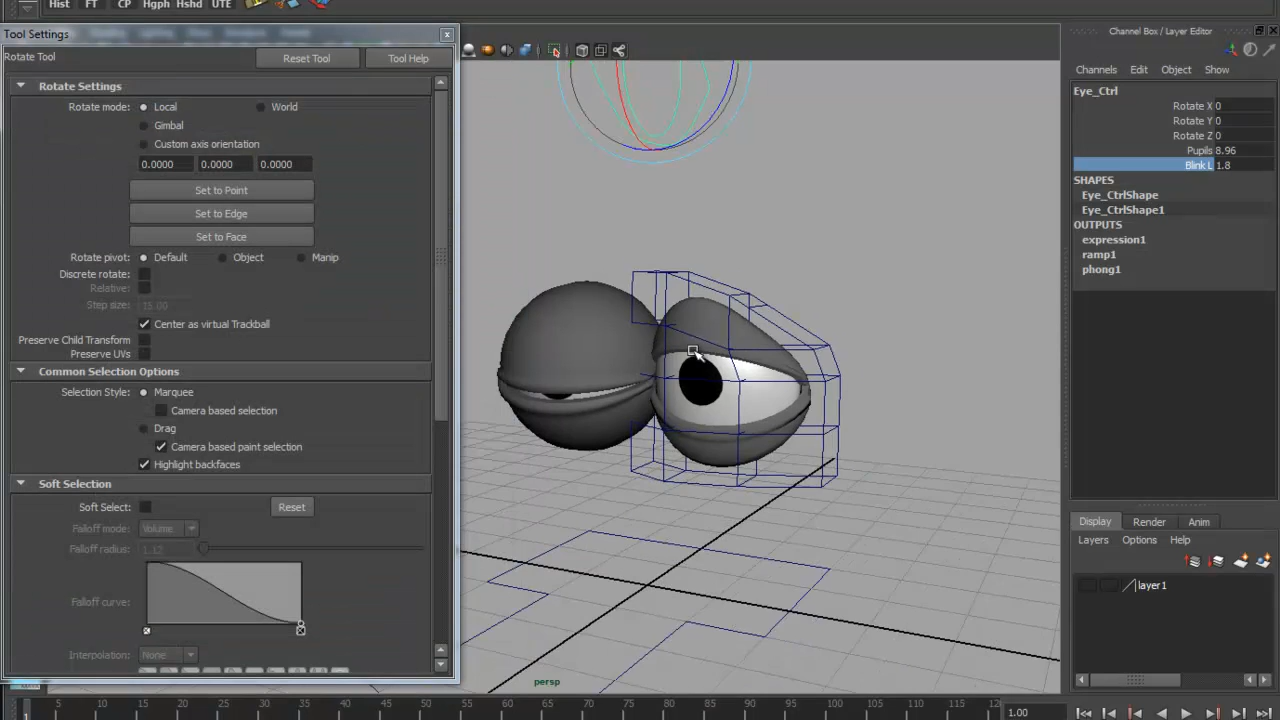 Hist FT CP Hgph Hshd UTE
Tool Settings
Rotate Tool Reset Tool Tool Help
Rotate Settings
Rotate mode: Local World
Gimbal
Custom axis orientation
0.0000 0.0000 0.0000
Set to Point
Set to Edge
Set to Face
Rotate pivot: Default Object Manip
Discrete rotate:
Relative:
Step size: 15.00
Center as virtual Trackball
Preserve Child Transform
Preserve UVs
Common Selection Options
Selection Style: Marquee
Camera based selection
Drag
Camera based paint selection
Highlight backfaces
Soft Selection
Soft Select: Reset
Falloff mode: Volume
Falloff radius: 1.12
Falloff curve:
Interpolation: None
persp
Channel Box / Layer Editor
Channels Edit Object Show
Eye_Ctrl
Rotate X 0
Rotate Y 0
Rotate Z 0
Pupils 8.96
Blink L 1.8
SHAPES
Eye_CtrlShape
Eye_CtrlShape1
OUTPUTS
expression1
ramp1
phong1
Display Render Anim
Layers Options Help
layer1
5 10 15 20 25 30 35 40 45 50 55 60 65 70 75 80 85 90 95 100 105 110 115 12
1.00